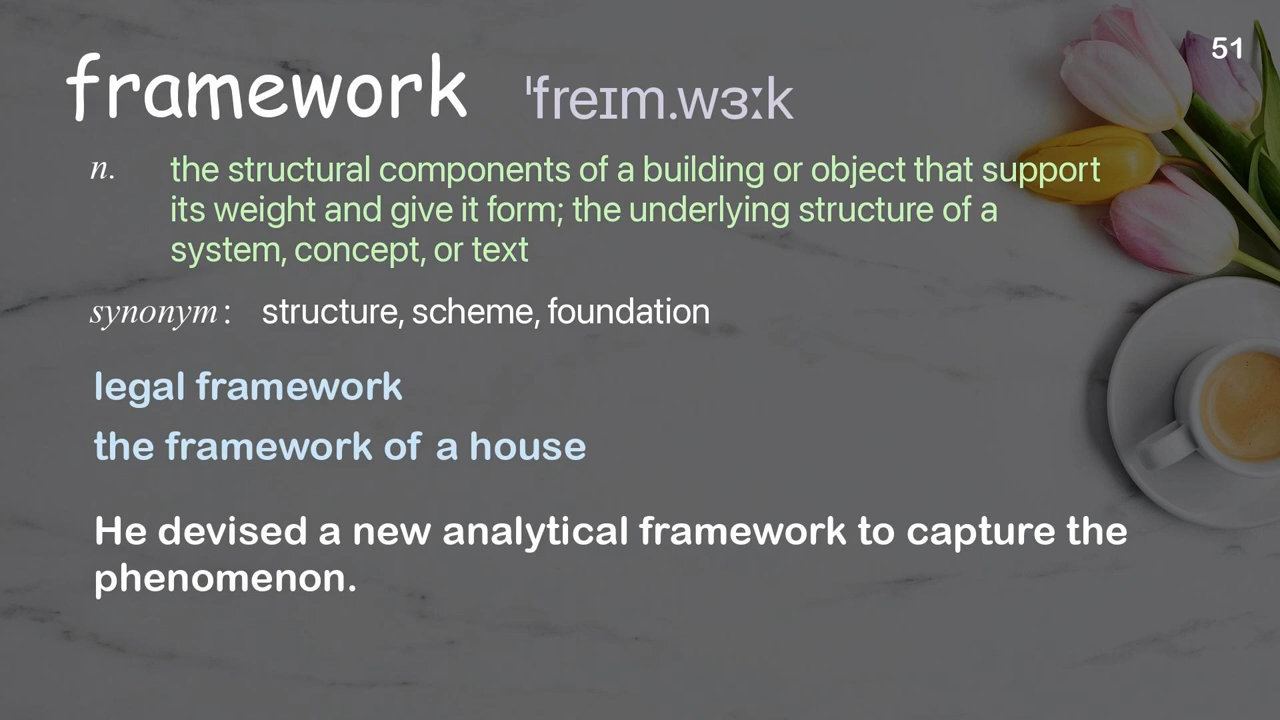 51
framework ˈfreɪm.wɜːk
n. the structural components of a building or object that support
its weight and give it form; the underlying structure of a
system, concept, or text
synonym: structure, scheme, foundation
legal framework
the framework of a house
He devised a new analytical framework to capture the
phenomenon.